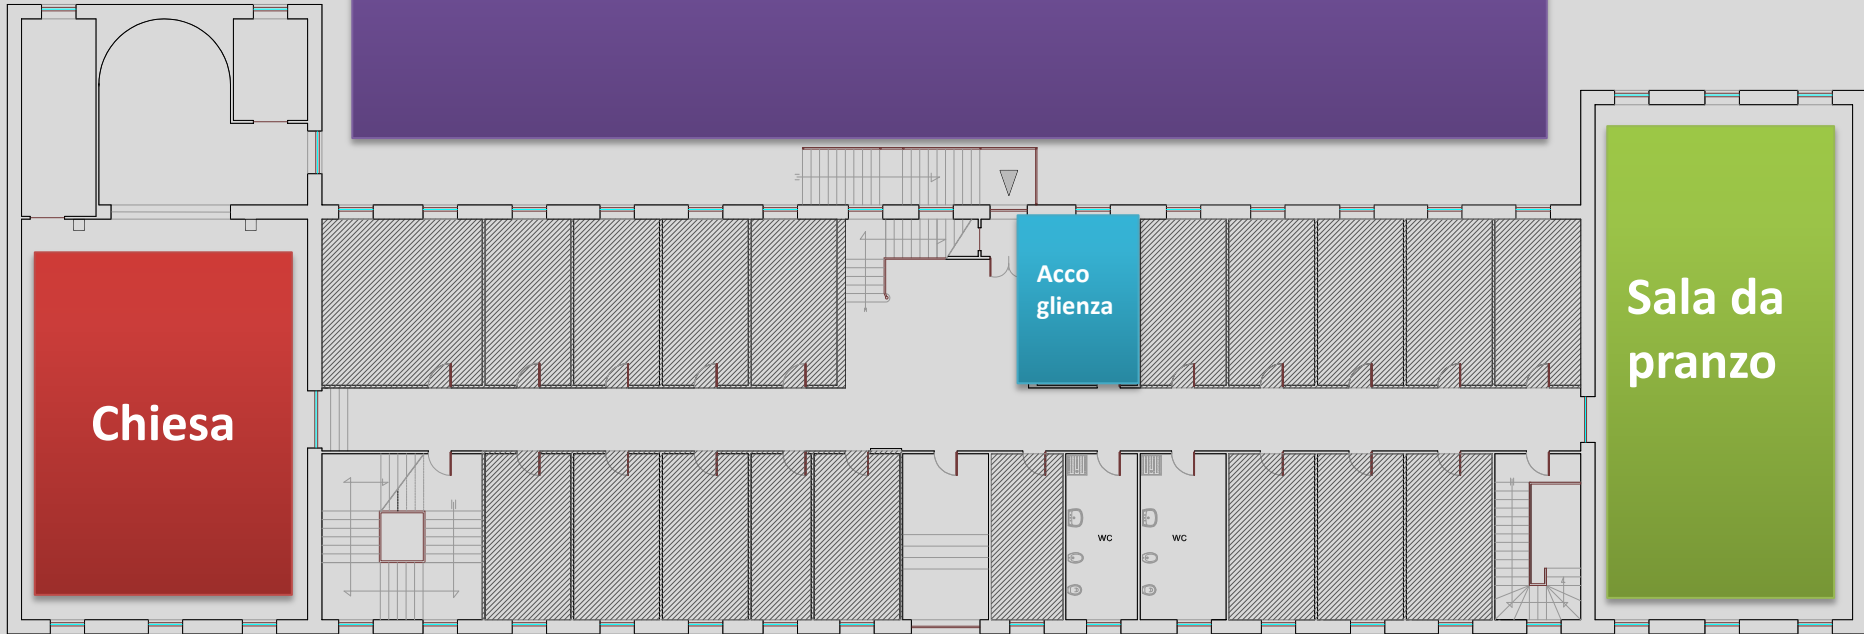 Chiesa
Acco
glienza
Sala da
pranzo
WC
WC